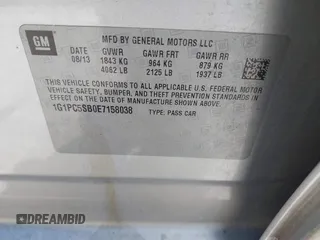 GM
MFD BY GENERAL MOTORS LLC
08/13 GVWR GAWR FRT GAWR RR
1843 KG 964 KG 879 KG
4062 LB 2125 LB 1937 LB
THIS VEHICLE CONFORMS TO ALL APPLICABLE U.S. FEDERAL MOTOR
VEHICLE SAFETY, BUMPER, AND THEFT PREVENTION STANDARDS IN EFFECT
ON THE DATE OF MANUFACTURE SHOWN ABOVE.
1G1PC5SB0E7158038 TYPE: PASS CAR
DREAMBID